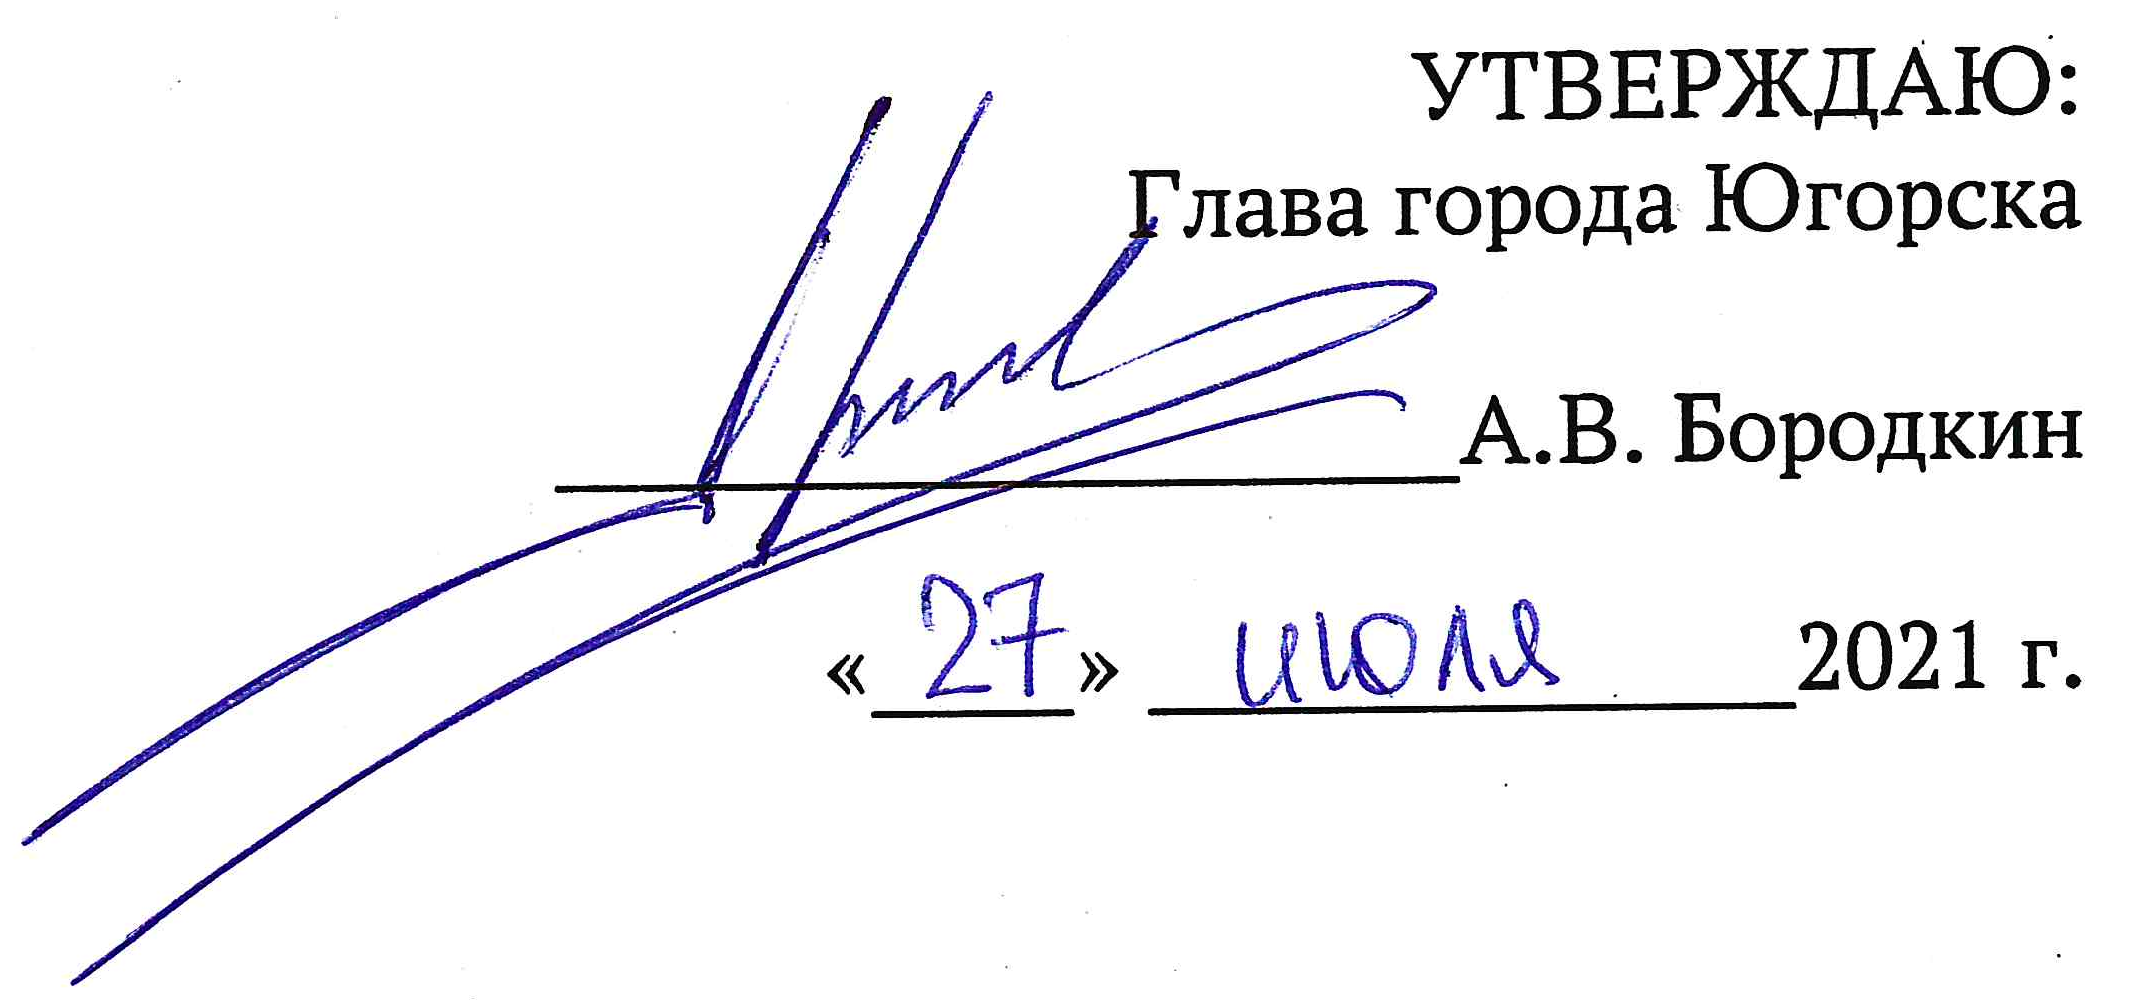 УТВЕРЖДАЮ:
Глава города Югорска
А.В. Бородкин
«27» июля 2021 г.